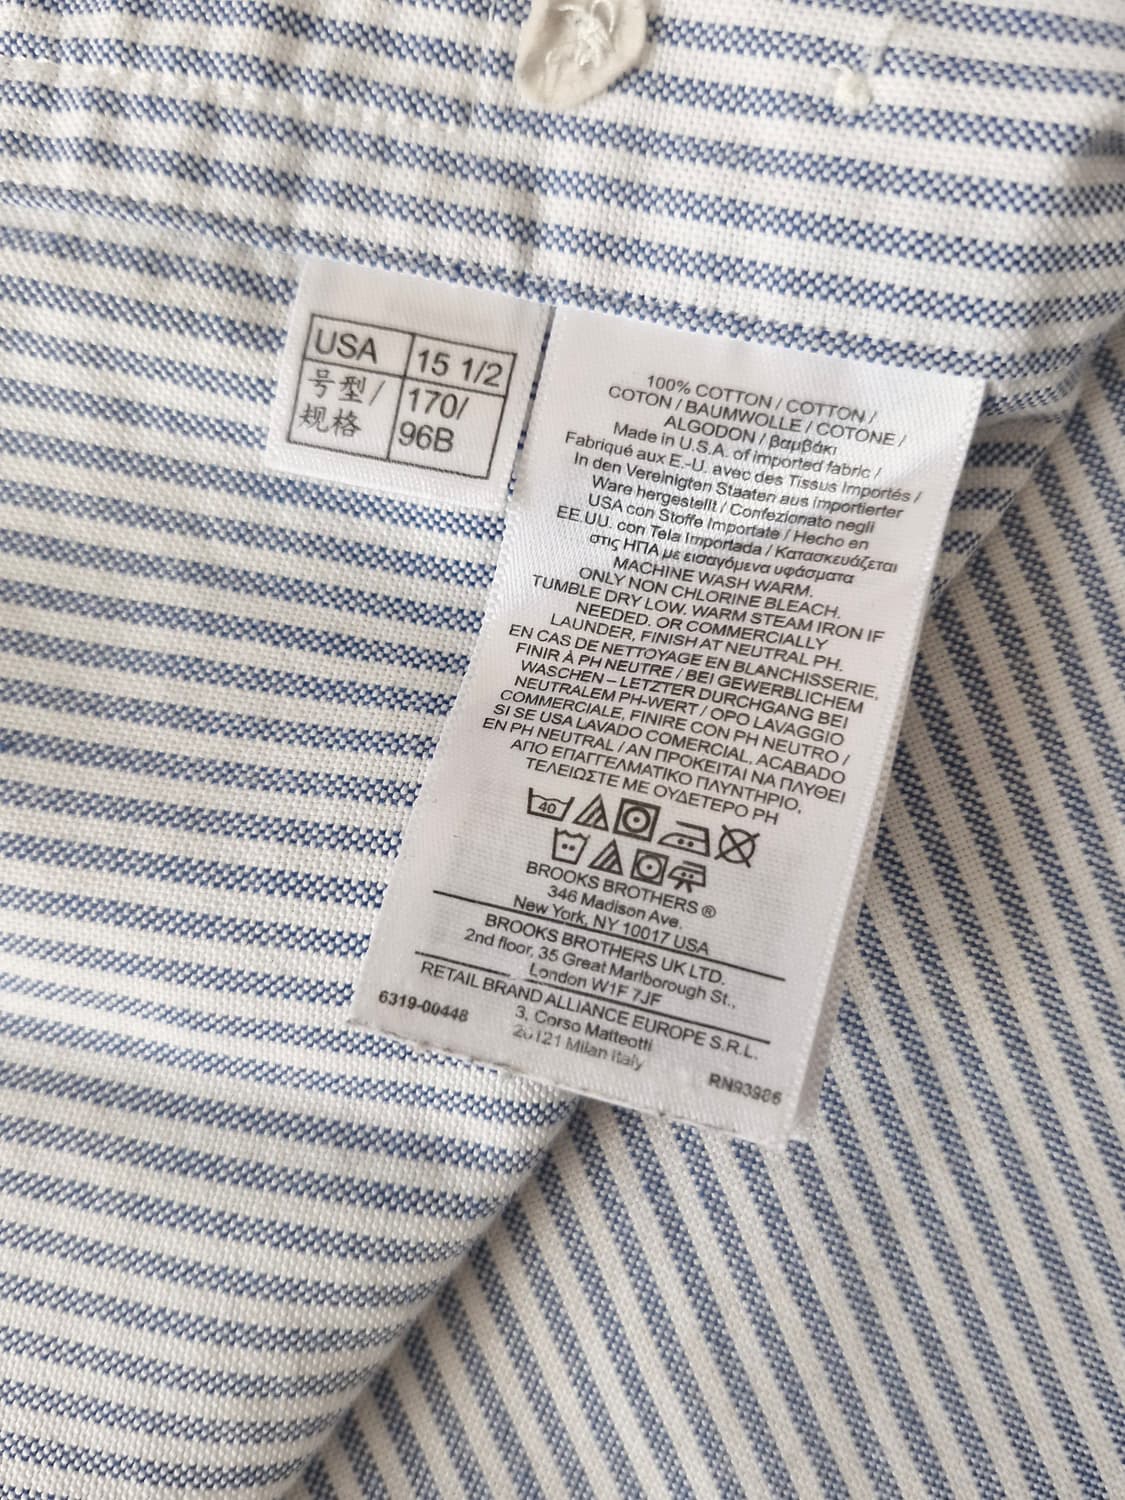 USA 15 1/2
号型/ 170/
规格 96B
100% COTTON / COTTON /
COTON / BAUMWOLLE / COTONE /
ALGODON / βαμβάκι
Made in U.S.A. of imported fabric /
Fabriqué aux E.-U. avec des Tissus Importés /
In den Vereinigten Staaten aus importierter
Ware hergestellt / Confezionato negli
USA con Stoffe Importate / Hecho en
EE.UU. con Tela Importada / Κατασκευάζεται
στις ΗΠΑ με εισαγόμενα υφάσματα
MACHINE WASH WARM.
ONLY NON CHLORINE BLEACH.
TUMBLE DRY LOW. WARM STEAM IRON IF
NEEDED. OR COMMERCIALLY
LAUNDER, FINISH AT NEUTRAL PH.
EN CAS DE NETTOYAGE EN BLANCHISSERIE,
FINIR À PH NEUTRE / BEI GEWERBLICHEM
WASCHEN – LETZTER DURCHGANG BEI
NEUTRALEM PH-WERT / OPO LAVAGGIO
COMMERCIALE, FINIRE CON PH NEUTRO /
SI SE USA LAVADO COMERCIAL, ACABADO
EN PH NEUTRAL / ΑΝ ΠΡΟΚΕΙΤΑΙ ΝΑ ΠΛΥΘΕΙ
ΑΠΟ ΕΠΑΓΓΕΛΜΑΤΙΚΟ ΠΛΥΝΤΗΡΙΟ,
ΤΕΛΕΙΩΣΤΕ ΜΕ ΟΥΔΕΤΕΡΟ PH
40
BROOKS BROTHERS ®
346 Madison Ave.
New York, NY 10017 USA
BROOKS BROTHERS UK LTD.
2nd floor, 35 Great Marlborough St.,
London W1F 7JF
RETAIL BRAND ALLIANCE EUROPE S.R.L.
3, Corso Matteotti
20121 Milan Italy
6319-00448
RN93986